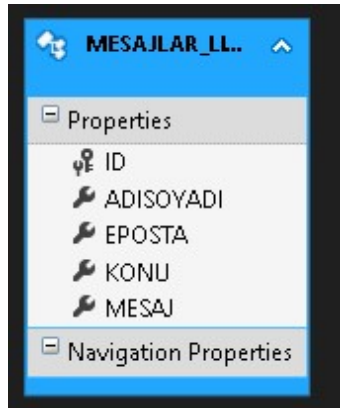 MESAJLAR_LL..
Properties
ID
ADISOYADI
EPOSTA
KONU
MESAJ
Navigation Properties